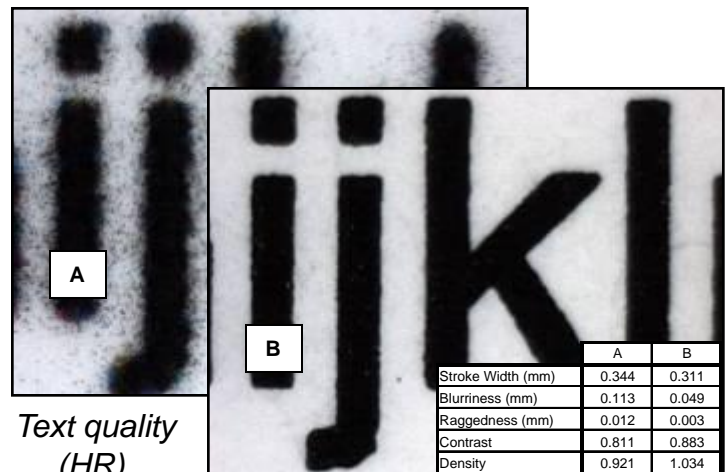 ij
A
ijkl
B
A B
Stroke Width (mm) 0.344 0.311
Blurriness (mm) 0.113 0.049
Raggedness (mm) 0.012 0.003
Contrast 0.811 0.883
Density 0.921 1.034
Text quality
(HR)